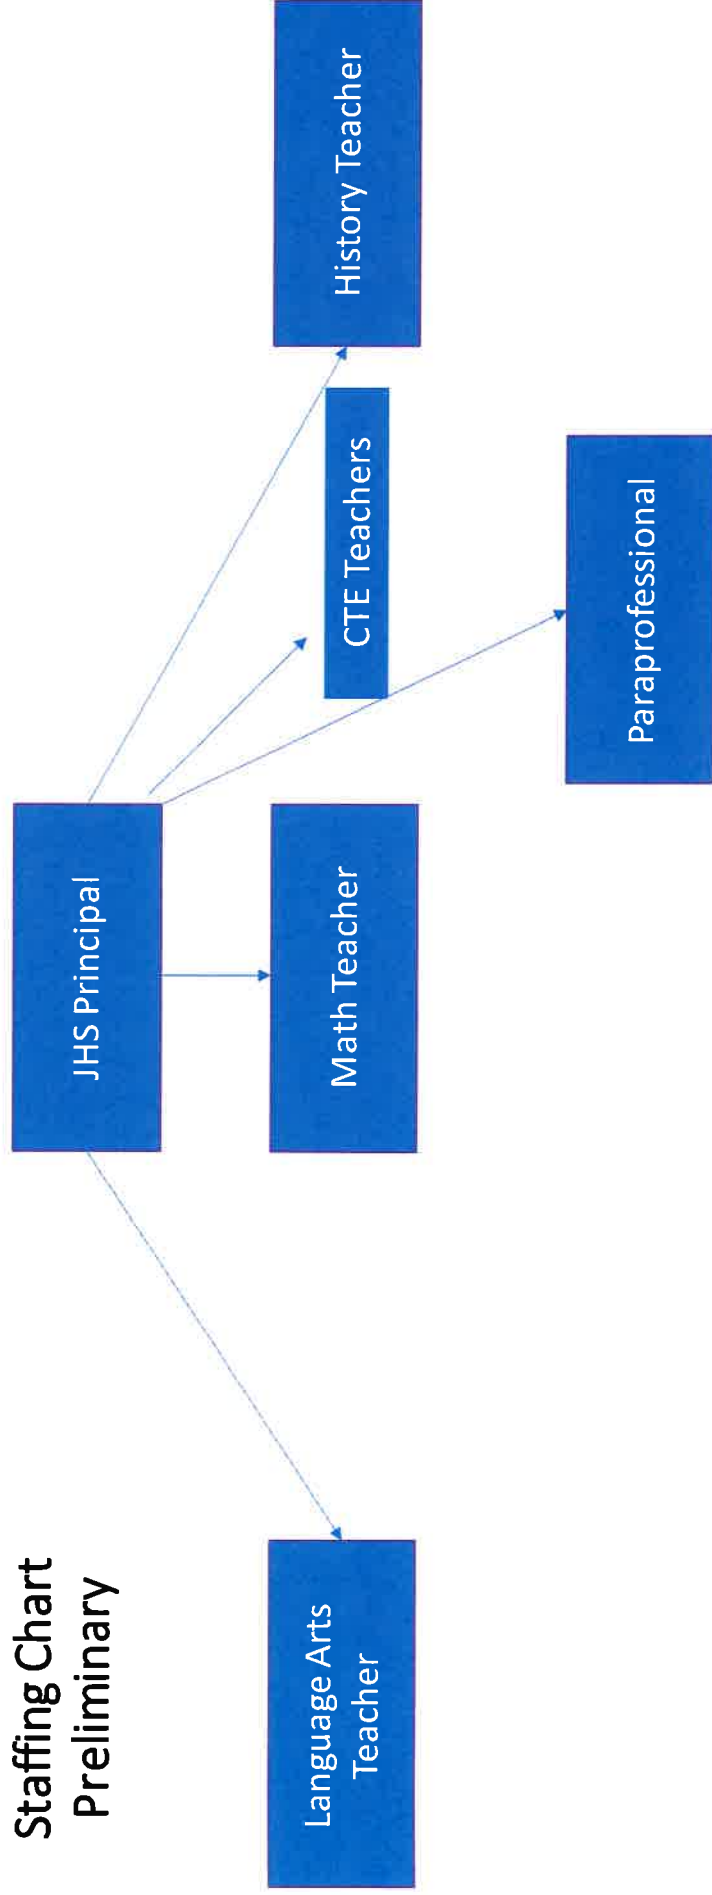 Staffing Chart
Preliminary
JHS Principal
Language Arts
Teacher
Math Teacher
CTE Teachers
History Teacher
Paraprofessional